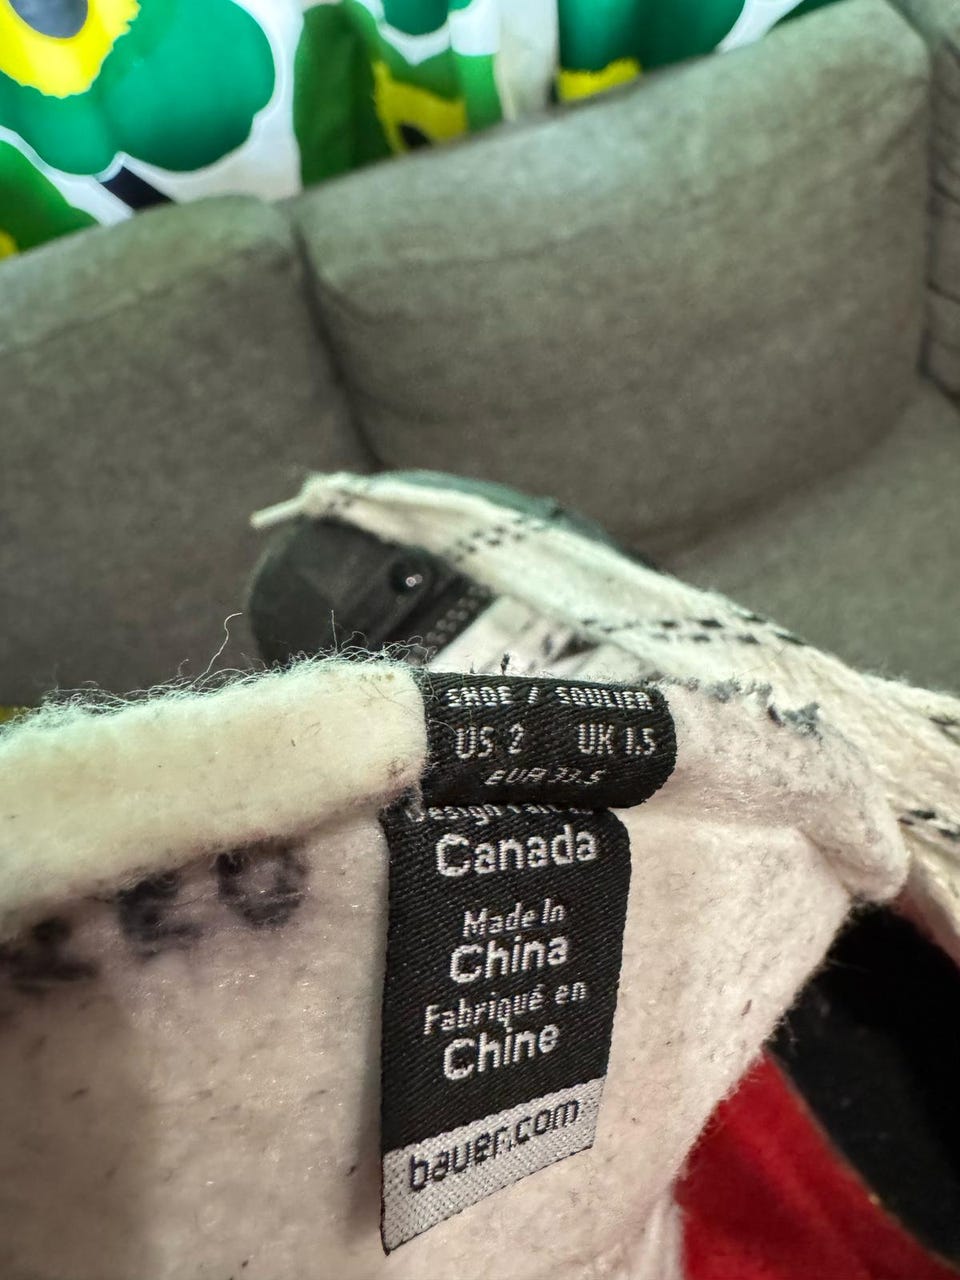 SHOE / SOULIER
US 2 UK 1.5
EUR 33.5
Canada
Made In
China
Fabriqué en
Chine
bauer.com